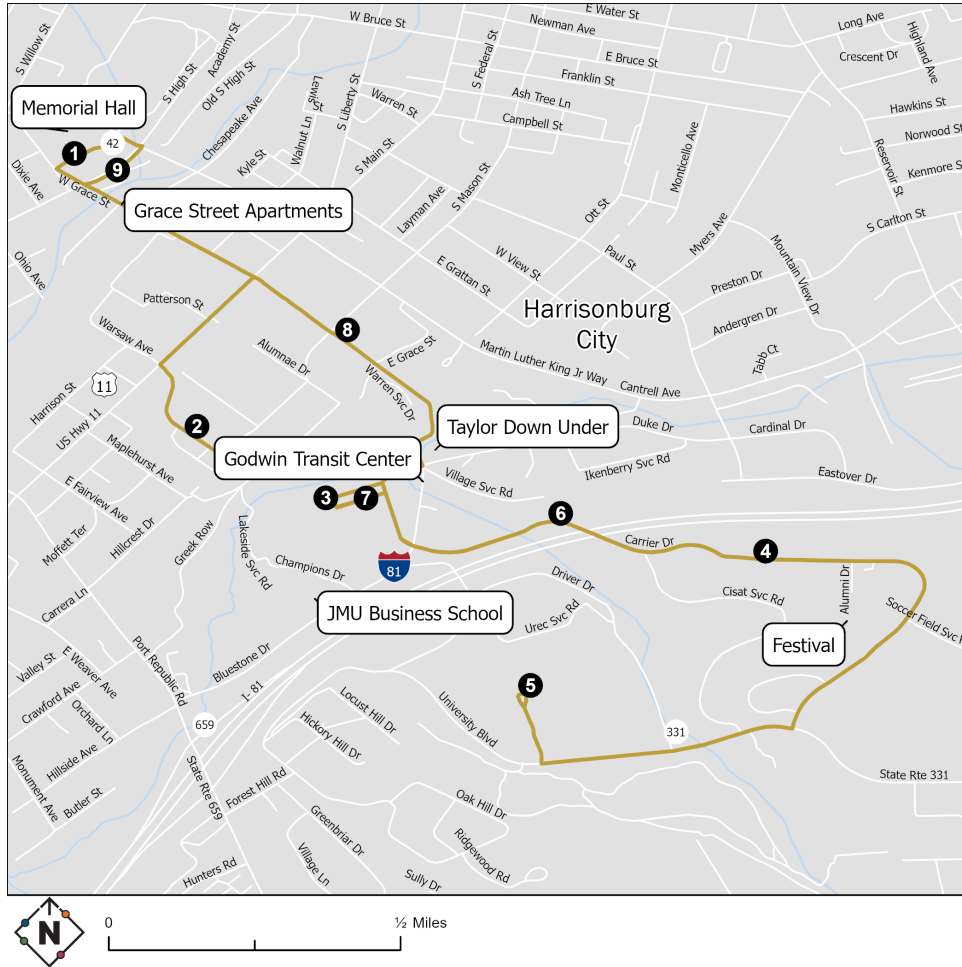 W Bruce St
E Water St
Newman Ave
Long Ave
S Willow St
Academy St
S Federal St
E Bruce St
Crescent Dr
Highland Ave
S High St
Old S High St
Lewis St
S Liberty St
Franklin St
Memorial Hall
Warren St
Ash Tree Ln
Hawkins St
Chesapeake Ave
Walnut Ln
Campbell St
Norwood St
42
1
9
Kyle St
S Main St
Monticello Ave
Reservoir St
Kenmore St
Dixie Ave
W Grace St
Layman Ave
S Mason St
Grace Street Apartments
Ott St
Myers Ave
S Carlton St
Ohio Ave
E Grattan St
W View St
Paul St
Mountain View Dr
Patterson St
Preston Dr
Harrisonburg
City
Warsaw Ave
8
Andergren Dr
Alumnae Dr
E Grace St
Martin Luther King Jr Way
Tabb Ct
11
Harrison St
Warren Svc Dr
Cantrell Ave
US Hwy 11
2
Taylor Down Under
Duke Dr
Cardinal Dr
Maplehurst Ave
Godwin Transit Center
Ikenberry Svc Rd
Village Svc Rd
Eastover Dr
E Fairview Ave
3
7
6
Moffett Ter
Hillcrest Dr
Greek Row
Lakeside Svc Rd
Carrier Dr
4
81
Champions Dr
Driver Dr
Cisat Svc Rd
Alumni Dr
Carrera Ln
JMU Business School
Urec Svc Rd
Soccer Field Svc R
Festival
Port Republic Rd
Valley St
E Weaver Ave
Bluestone Dr
5
Crawford Ave
I- 81
Locust Hill Dr
University Blvd
Orchard Ln
659
Hickory Hill Dr
331
Hillside Ave
Monument Ave
State Rte 659
State Rte 331
Butler St
Forest Hill Rd
Oak Hill Dr
Greenbriar Dr
Ridgewood Rd
Hunters Rd
Village Ln
Sully Dr
N
0
½ Miles